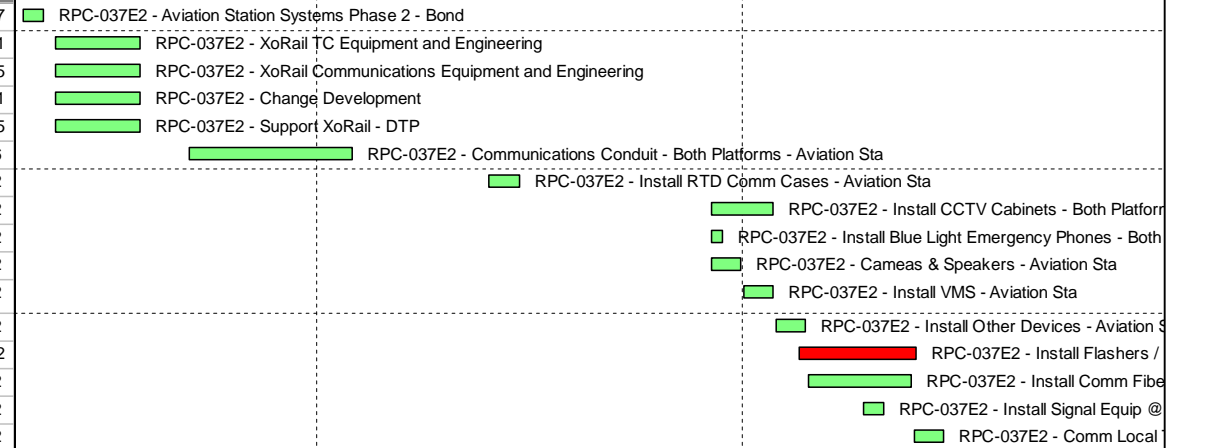 7 RPC-037E2 - Aviation Station Systems Phase 2 - Bond
RPC-037E2 - XoRail TC Equipment and Engineering
5 RPC-037E2 - XoRail Communications Equipment and Engineering
RPC-037E2 - Change Development
5 RPC-037E2 - Support XoRail - DTP
RPC-037E2 - Communications Conduit - Both Platforms - Aviation Sta
RPC-037E2 - Install RTD Comm Cases - Aviation Sta
RPC-037E2 - Install CCTV Cabinets - Both Platfor
RPC-037E2 - Install Blue Light Emergency Phones - Both
RPC-037E2 - Cameas & Speakers - Aviation Sta
RPC-037E2 - Install VMS - Aviation Sta
RPC-037E2 - Install Other Devices - Aviation
2 RPC-037E2 - Install Flashers /
RPC-037E2 - Install Comm Fibe
RPC-037E2 - Install Signal Equip @
RPC-037E2 - Comm Local